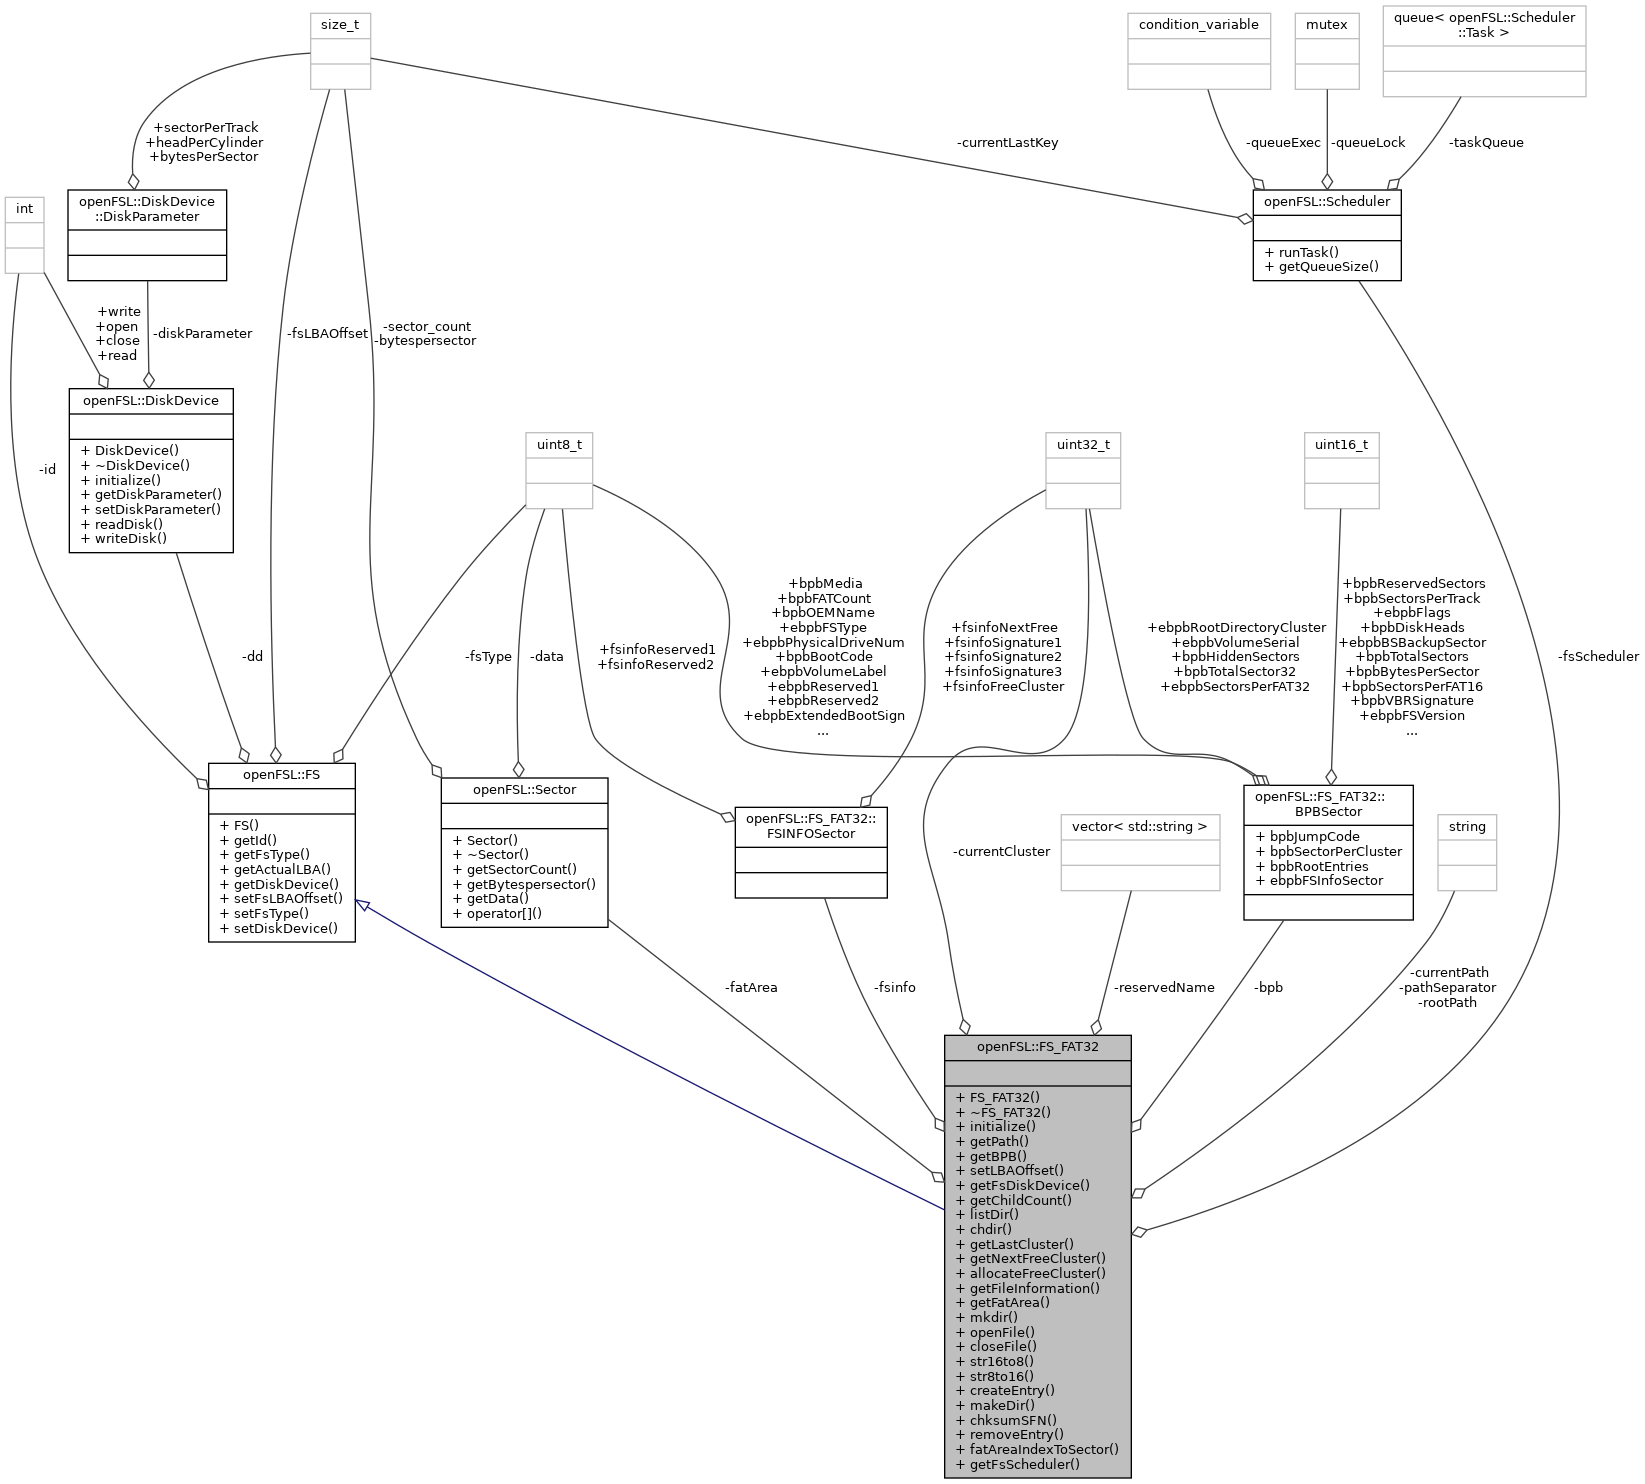 size_t
condition_variable
mutex
queue< openFSL::Scheduler
::Task >
+sectorPerTrack
+headPerCylinder
+bytesPerSector
-currentLastKey
-queueExec
-queueLock
-taskQueue
int
openFSL::DiskDevice
::DiskParameter
openFSL::Scheduler
+ runTask()
+ getQueueSize()
+write
+open
+close
+read
-diskParameter
-fsLBAOffset
-sector_count
-bytespersector
openFSL::DiskDevice
+ DiskDevice()
+ ~DiskDevice()
+ initialize()
+ getDiskParameter()
+ setDiskParameter()
+ readDisk()
+ writeDisk()
-id
uint8_t
uint32_t
uint16_t
-dd
-fsType
-data
+fsinfoReserved1
+fsinfoReserved2
+bpbMedia
+bpbFATCount
+bpbOEMName
+ebpbFSType
+ebpbPhysicalDriveNum
+bpbBootCode
+ebpbVolumeLabel
+ebpbReserved1
+ebpbReserved2
+ebpbExtendedBootSign
...
+fsinfoNextFree
+fsinfoSignature1
+fsinfoSignature2
+fsinfoSignature3
+fsinfoFreeCluster
+ebpbRootDirectoryCluster
+ebpbVolumeSerial
+bpbHiddenSectors
+bpbTotalSector32
+ebpbSectorsPerFAT32
+bpbReservedSectors
+bpbSectorsPerTrack
+ebpbFlags
+bpbDiskHeads
+ebpbBSBackupSector
+bpbTotalSectors
+bpbBytesPerSector
+bpbSectorsPerFAT16
+bpbVBRSignature
+ebpbFSVersion
...
-fsScheduler
openFSL::FS
+ FS()
+ getId()
+ getFsType()
+ getActualLBA()
+ getDiskDevice()
+ setFsLBAOffset()
+ setFsType()
+ setDiskDevice()
openFSL::Sector
+ Sector()
+ ~Sector()
+ getSectorCount()
+ getBytespersector()
+ getData()
+ operator[]()
openFSL::FS_FAT32::
FSINFOSector
-currentCluster
vector< std::string >
openFSL::FS_FAT32::
BPBSector
+ bpbJumpCode
+ bpbSectorPerCluster
+ bpbRootEntries
+ ebpbFSInfoSector
string
-fatArea
-fsinfo
-reservedName
-bpb
-currentPath
-pathSeparator
-rootPath
openFSL::FS_FAT32
+ FS_FAT32()
+ ~FS_FAT32()
+ initialize()
+ getPath()
+ getBPB()
+ setLBAOffset()
+ getFsDiskDevice()
+ getChildCount()
+ listDir()
+ chdir()
+ getLastCluster()
+ getNextFreeCluster()
+ allocateFreeCluster()
+ getFileInformation()
+ getFatArea()
+ mkdir()
+ openFile()
+ closeFile()
+ str16to8()
+ str8to16()
+ createEntry()
+ makeDir()
+ chksumSFN()
+ removeEntry()
+ fatAreaIndexToSector()
+ getFsScheduler()